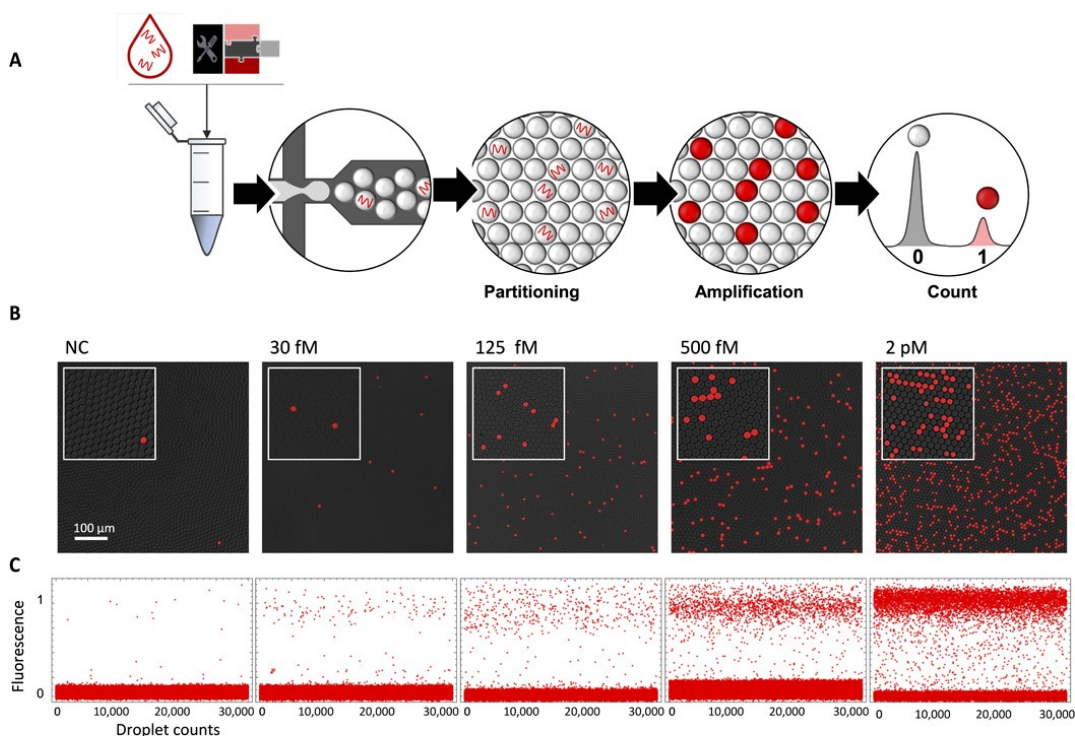 A
0
1
Partitioning
Amplification
Count
B
NC
30 fM
125 fM
500 fM
2 pM
100 µm
C
Fluorescence
1
0
0 10,000 20,000 30,000
0 10,000 20,000 30,000
0 10,000 20,000 30,000
0 10,000 20,000 30,000
0 10,000 20,000 30,000
Droplet counts